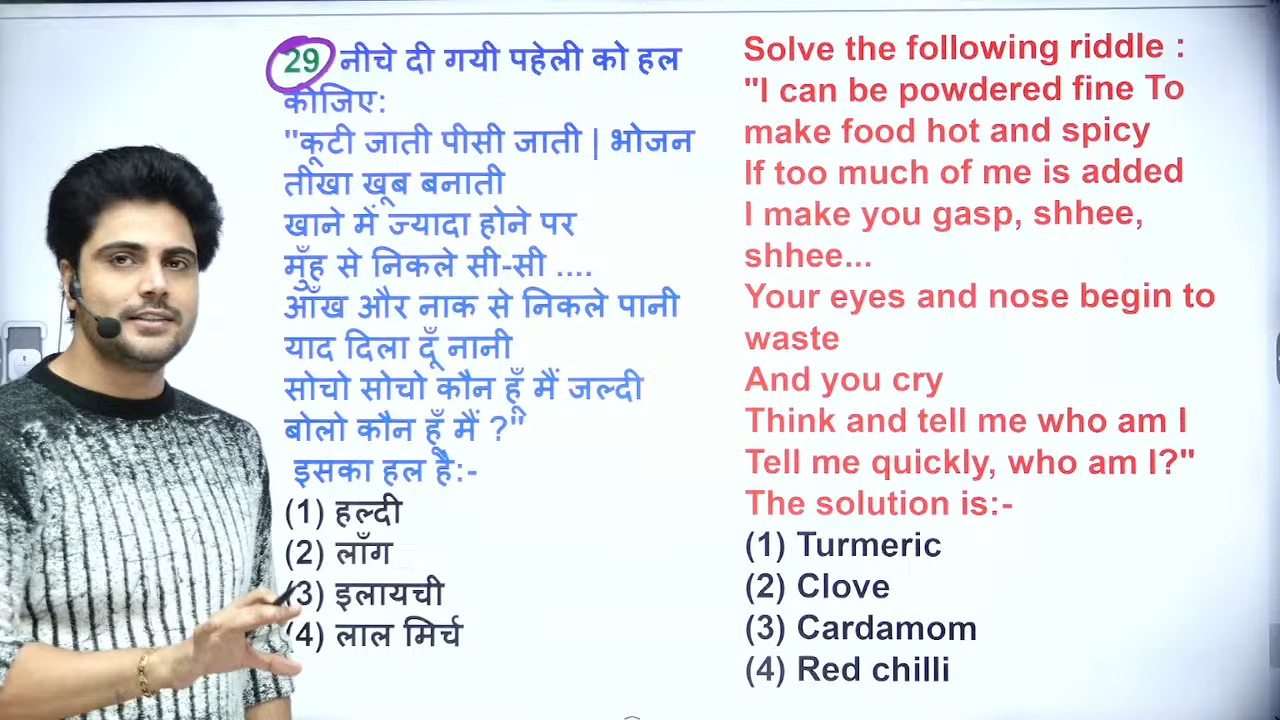 29 नीचे दी गयी पहेली को हल
कीजिए:
"कूटी जाती पीसी जाती | भोजन
तीखा खूब बनाती
खाने में ज्यादा होने पर
मुँह से निकले सी-सी ....
आँख और नाक से निकले पानी
याद दिला दूँ नानी
सोचो सोचो कौन हूँ मैं जल्दी
बोलो कौन हूँ मैं ?"
इसका हल है:-
(1) हल्दी
(2) लाँग
(3) इलायची
(4) लाल मिर्च
Solve the following riddle :
"I can be powdered fine To
make food hot and spicy
If too much of me is added
I make you gasp, shhee,
shhee...
Your eyes and nose begin to
waste
And you cry
Think and tell me who am I
Tell me quickly, who am I?"
The solution is:-
(1) Turmeric
(2) Clove
(3) Cardamom
(4) Red chilli